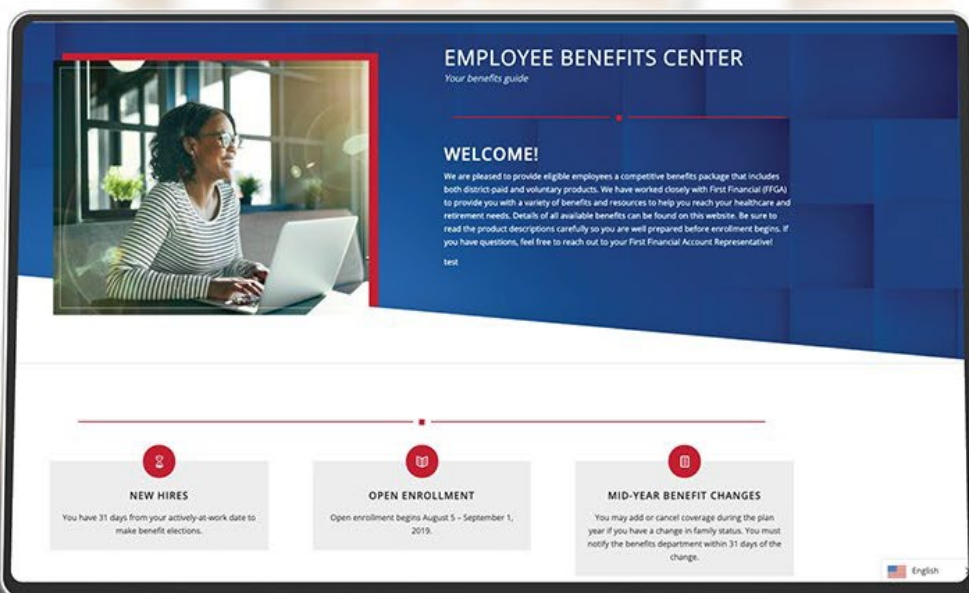 EMPLOYEE BENEFITS CENTER
Your benefits guide
WELCOME!
We are pleased to provide eligible employees a competitive benefits package that includes
both district-paid and voluntary products. We have worked closely with First Financial (FFGA)
to provide you with a variety of benefits and resources to help you reach your healthcare and
retirement needs. Details of all available benefits can be found on this website. Be sure to
read the product descriptions carefully so you are well prepared before enrollment begins. If
you have questions, feel free to reach out to your First Financial Account Representative!
test
NEW HIRES
You have 31 days from your actively-at-work date to
make benefit elections.
OPEN ENROLLMENT
Open enrollment begins August 5 – September 1,
2019.
MID-YEAR BENEFIT CHANGES
You may add or cancel coverage during the plan
year if you have a change in family status. You must
notify the benefits department within 31 days of the
change.
English